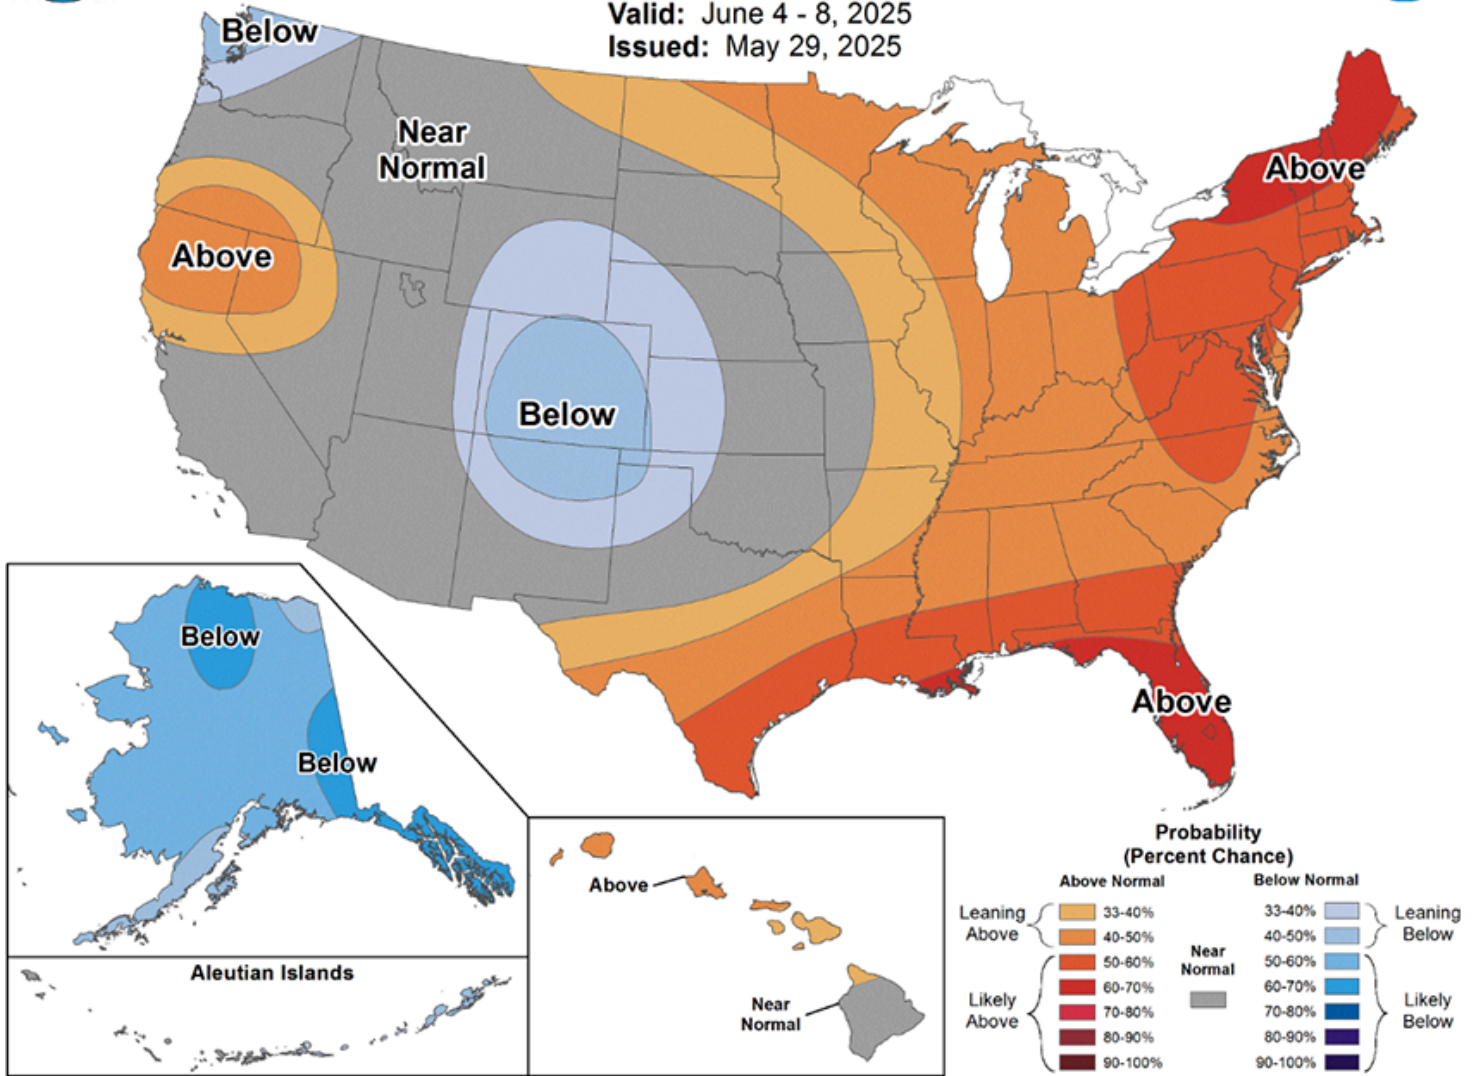 Valid: June 4 - 8, 2025
Issued: May 29, 2025
Below
Near
Normal
Above
Above
Below
Above
Below
Below
Aleutian Islands
Above
Near
Normal
Probability
(Percent Chance)
Above Normal
Below Normal
Leaning
Above
33-40%
40-50%
Likely
Above
50-60%
60-70%
70-80%
80-90%
90-100%
Near
Normal
33-40%
40-50%
Leaning
Below
50-60%
60-70%
70-80%
80-90%
90-100%
Likely
Below